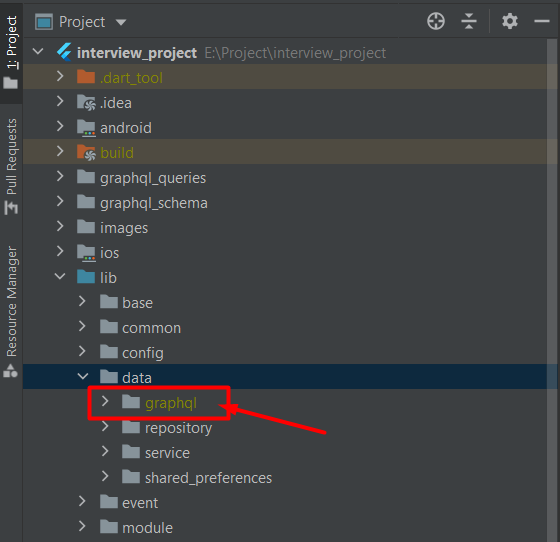 Project
interview_project E:\Project\interview_project
.dart_tool
.idea
android
build
graphql_queries
graphql_schema
images
ios
lib
base
common
config
data
graphql
repository
service
shared_preferences
event
module
1: Project
Pull Requests
Resource Manager